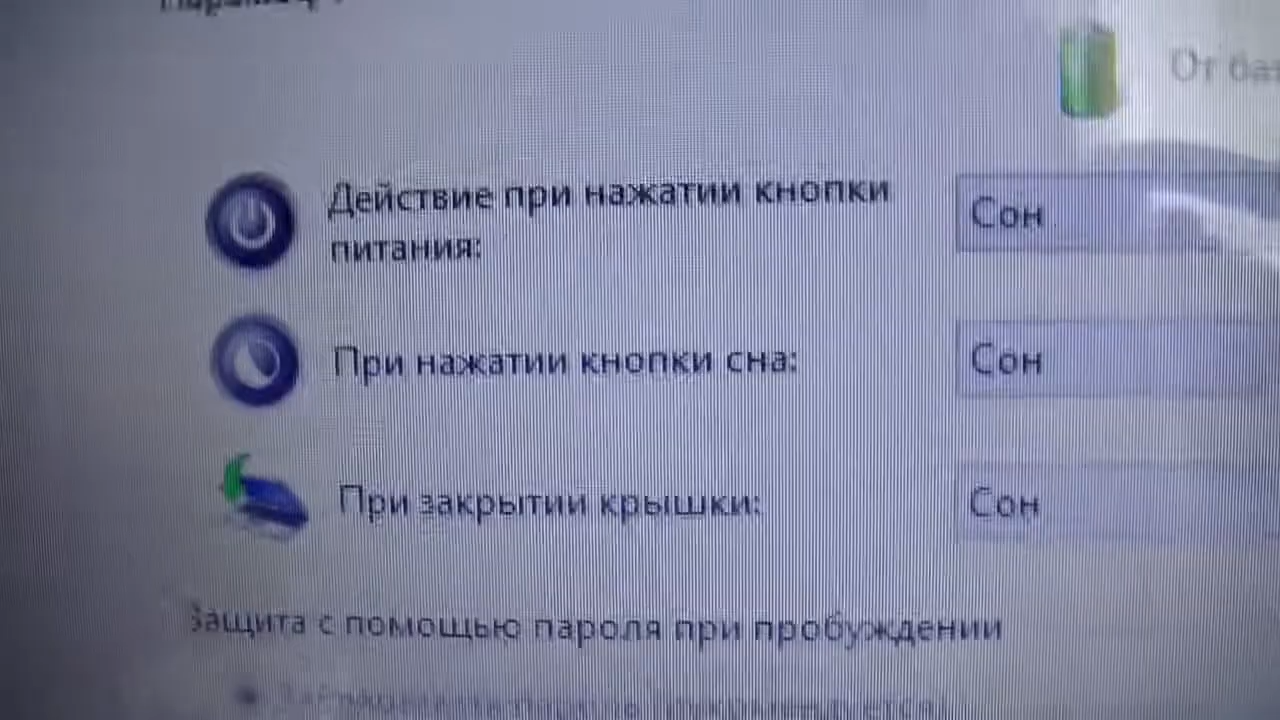 От
Действие при нажатии кнопки
питания:
Сон
При нажатии кнопки сна:
Сон
При закрытии крышки:
Сон
Защита с помощью пароля при пробуждении